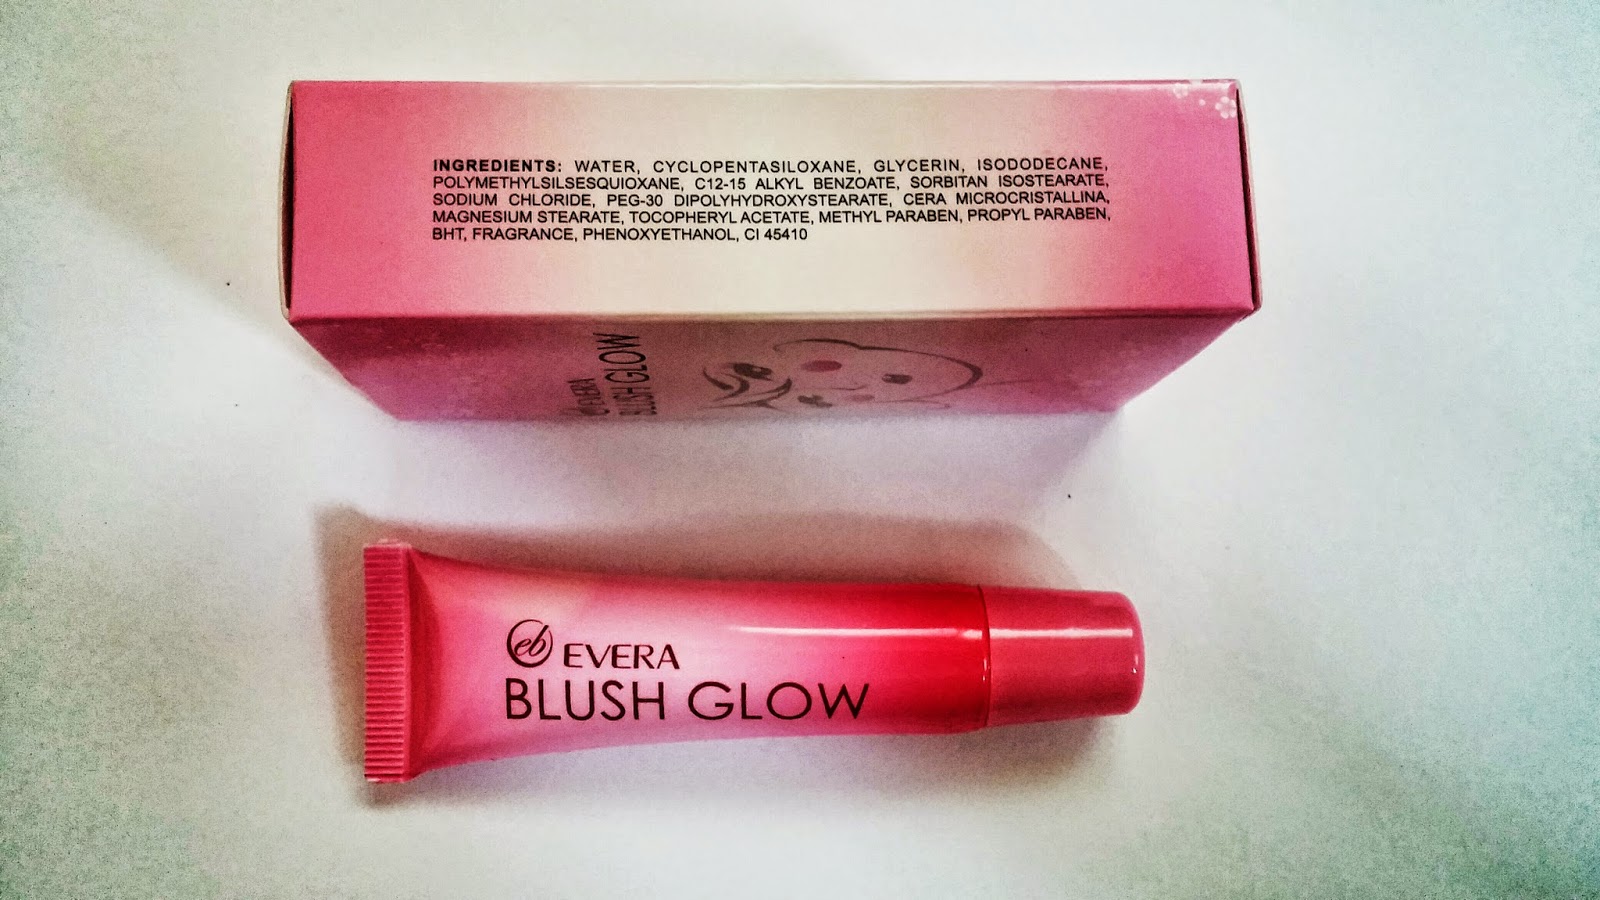 INGREDIENTS: WATER, CYCLOPENTASILOXANE, GLYCERIN, ISODODECANE,
POLYMETHYLSILSESQUIOXANE, C12-15 ALKYL BENZOATE, SORBITAN ISOSTEARATE,
SODIUM CHLORIDE, PEG-30 DIPOLYHYDROXYSTEARATE, CERA MICROCRISTALLINA,
MAGNESIUM STEARATE, TOCOPHERYL ACETATE, METHYL PARABEN, PROPYL PARABEN,
BHT, FRAGRANCE, PHENOXYETHANOL, CI 45410
eb EVERA
BLUSH GLOW
eb EVERA
BLUSH GLOW